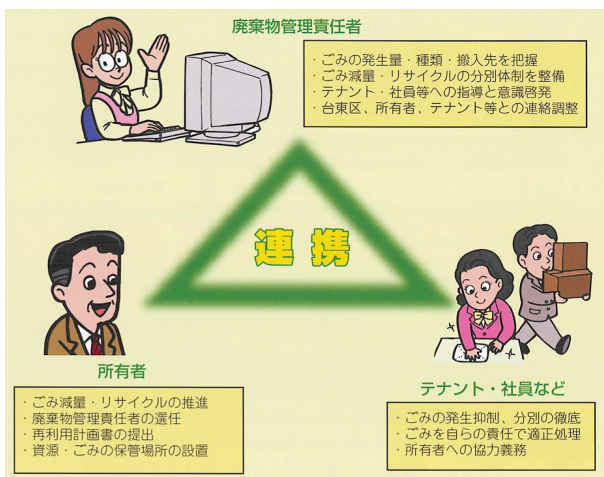 廃棄物管理責任者
・ごみの発生量・種類・搬入先を把握
・ごみ減量・リサイクルの分別体制を整備
・テナント・社員等への指導と意識啓発
・台東区、所有者、テナント等との連絡調整
連携
所有者
・ごみ減量・リサイクルの推進
・廃棄物管理責任者の選任
・再利用計画書の提出
・資源・ごみの保管場所の設置
テナント・社員など
・ごみの発生抑制、分別の徹底
・ごみを自らの責任で適正処理
・所有者への協力義務